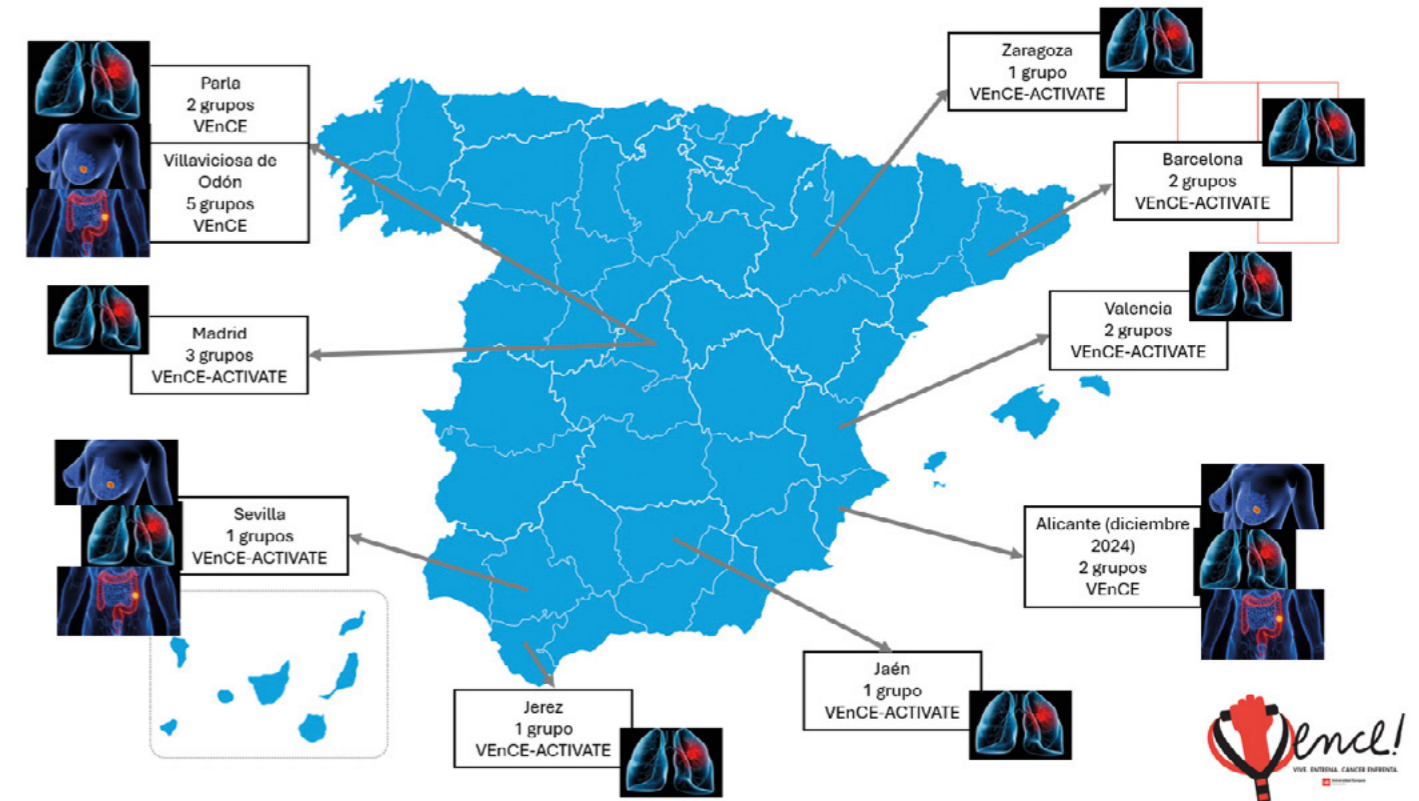 Parla
2 grupos
VEnCE
Villaviciosa de
Odón
5 grupos
VEnCE
Madrid
3 grupos
VEnCE-ACTIVATE
Sevilla
1 grupos
VEnCE-ACTIVATE
Jerez
1 grupo
VEnCE-ACTIVATE
Jaén
1 grupo
VEnCE-ACTIVATE
Zaragoza
1 grupo
VEnCE-ACTIVATE
Barcelona
2 grupos
VEnCE-ACTIVATE
Valencia
2 grupos
VEnCE-ACTIVATE
Alicante (diciembre
2024)
2 grupos
VEnCE
Vence!
VIVE. ENTRENA. CANCER ENFRENTA.
Universidad Europea